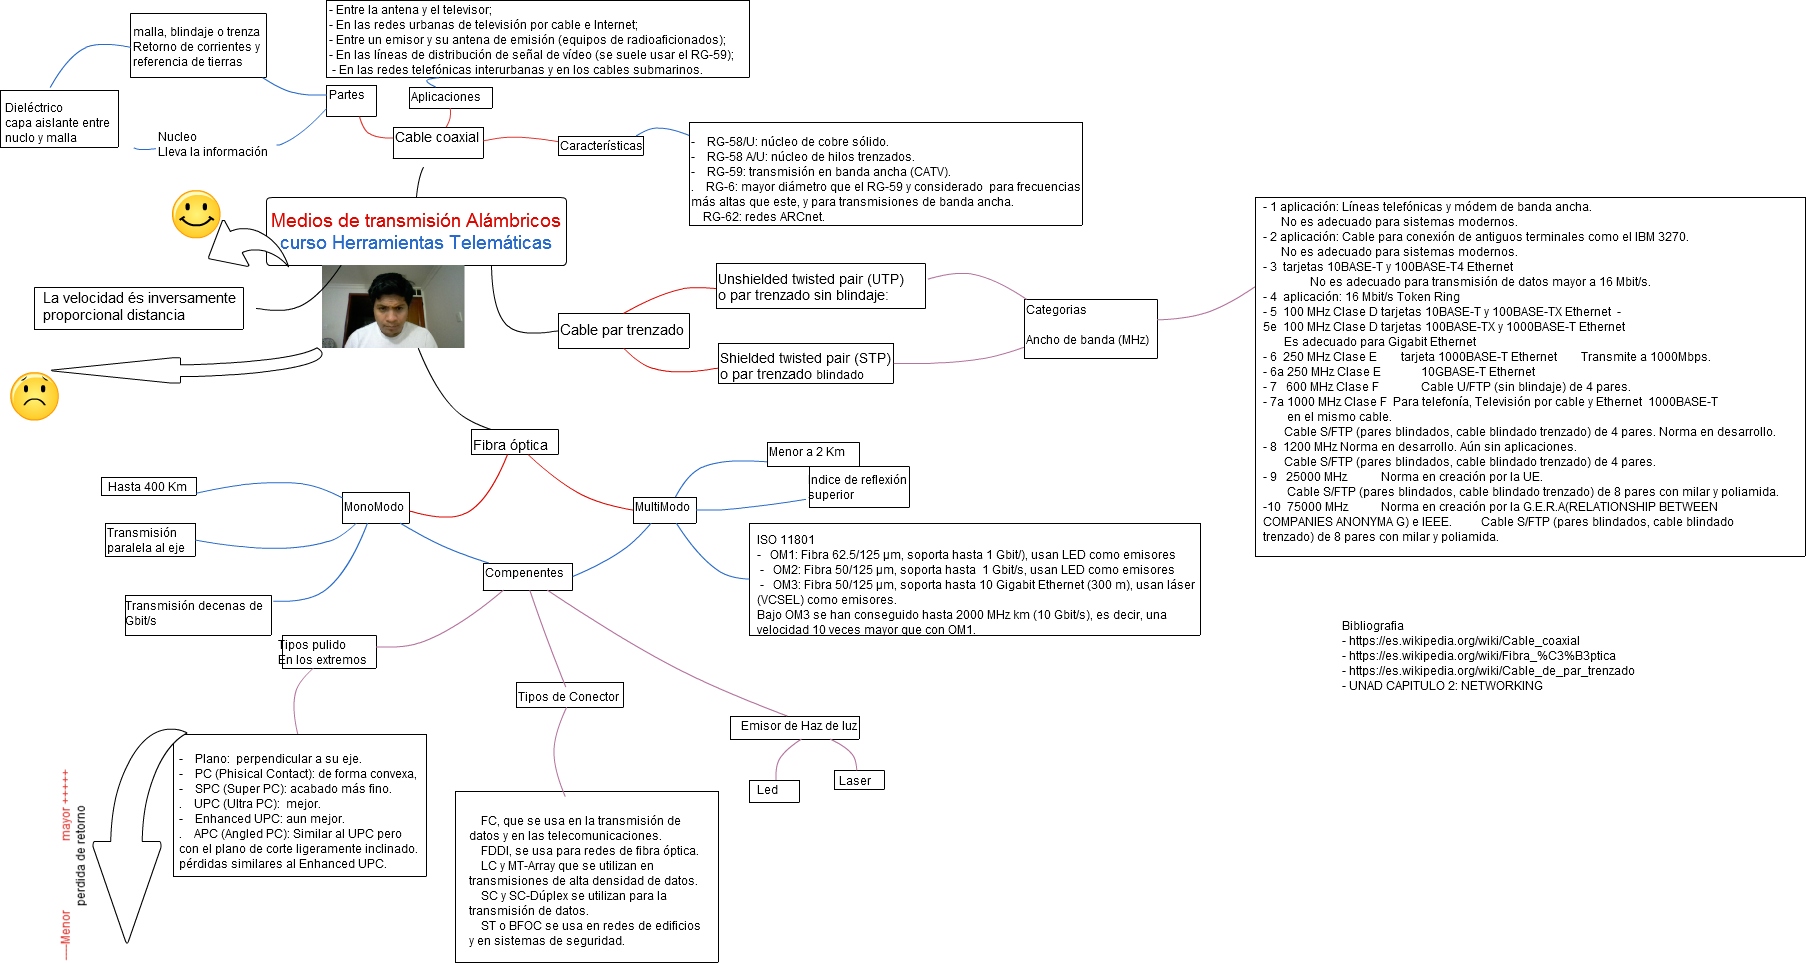 - Entre la antena y el televisor;
- En las redes urbanas de televisión por cable e Internet;
- Entre un emisor y su antena de emisión (equipos de radioaficionados);
- En las líneas de distribución de señal de vídeo (se suele usar el RG-59);
- En las redes telefónicas interurbanas y en los cables submarinos.
malla, blindaje o trenza
Retorno de corrientes y
referencia de tierras
Partes
Aplicaciones
Dieléctrico
capa aislante entre
nuclo y malla
Nucleo
Lleva la información
Cable coaxial
Características
- RG-58/U: núcleo de cobre sólido.
- RG-58 A/U: núcleo de hilos trenzados.
- RG-59: transmisión en banda ancha (CATV).
. RG-6: mayor diámetro que el RG-59 y considerado para frecuencias
más altas que este, y para transmisiones de banda ancha.
RG-62: redes ARCnet.
Medios de transmisión Alámbricos
curso Herramientas Telemáticas
La velocidad és inversamente
proporcional distancia
Cable par trenzado
Unshielded twisted pair (UTP)
o par trenzado sin blindaje:
Shielded twisted pair (STP)
o par trenzado blindado
Categorias
Ancho de banda (MHz)
- 1 aplicación: Líneas telefónicas y módem de banda ancha.
No es adecuado para sistemas modernos.
- 2 aplicación: Cable para conexión de antiguos terminales como el IBM 3270.
No es adecuado para sistemas modernos.
- 3 tarjetas 10BASE-T y 100BASE-T4 Ethernet
No es adecuado para transmisión de datos mayor a 16 Mbit/s.
- 4 aplicación: 16 Mbit/s Token Ring
- 5 100 MHz Clase D tarjetas 10BASE-T y 100BASE-TX Ethernet -
5e 100 MHz Clase D tarjetas 100BASE-TX y 1000BASE-T Ethernet
Es adecuado para Gigabit Ethernet
- 6 250 MHz Clase E tarjeta 1000BASE-T Ethernet Transmite a 1000Mbps.
- 6a 250 MHz Clase E 10GBASE-T Ethernet
- 7 600 MHz Clase F Cable U/FTP (sin blindaje) de 4 pares.
- 7a 1000 MHz Clase F Para telefonía, Televisión por cable y Ethernet 1000BASE-T
en el mismo cable.
Cable S/FTP (pares blindados, cable blindado trenzado) de 4 pares. Norma en desarrollo.
- 8 1200 MHz Norma en desarrollo. Aún sin aplicaciones.
Cable S/FTP (pares blindados, cable blindado trenzado) de 4 pares.
- 9 25000 MHz Norma en creación por la UE.
Cable S/FTP (pares blindados, cable blindado trenzado) de 8 pares con milar y poliamida.
-10 75000 MHz Norma en creación por la G.E.R.A(RELATIONSHIP BETWEEN
COMPANIES ANONYMA G) e IEEE. Cable S/FTP (pares blindados, cable blindado
trenzado) de 8 pares con milar y poliamida.
Fibra óptica
Hasta 400 Km
Transmisión
paralela al eje
Transmisión decenas de
Gbit/s
MonoModo
MultiModo
Menor a 2 Km
Indice de reflexión
superior
Compenentes
ISO 11801
- OM1: Fibra 62.5/125 µm, soporta hasta 1 Gbit/), usan LED como emisores
- OM2: Fibra 50/125 µm, soporta hasta 1 Gbit/s, usan LED como emisores
- OM3: Fibra 50/125 µm, soporta hasta 10 Gigabit Ethernet (300 m), usan láser
(VCSEL) como emisores.
Bajo OM3 se han conseguido hasta 2000 MHz km (10 Gbit/s), es decir, una
velocidad 10 veces mayor que con OM1.
Tipos pulido
En los extremos
Tipos de Conector
Emisor de Haz de luz
Led
Laser
- Plano: perpendicular a su eje.
- PC (Phisical Contact): de forma convexa,
- SPC (Super PC): acabado más fino.
. UPC (Ultra PC): mejor.
- Enhanced UPC: aun mejor.
. APC (Angled PC): Similar al UPC pero
con el plano de corte ligeramente inclinado.
pérdidas similares al Enhanced UPC.
----Menor mayor +++++
perdida de retorno
FC, que se usa en la transmisión de
datos y en las telecomunicaciones.
FDDI, se usa para redes de fibra óptica.
LC y MT-Array que se utilizan en
transmisiones de alta densidad de datos.
SC y SC-Dúplex se utilizan para la
transmisión de datos.
ST o BFOC se usa en redes de edificios
y en sistemas de seguridad.
Bibliografia
- https://es.wikipedia.org/wiki/Cable_coaxial
- https://es.wikipedia.org/wiki/Fibra_%C3%B3ptica
- https://es.wikipedia.org/wiki/Cable_de_par_trenzado
- UNAD CAPITULO 2: NETWORKING